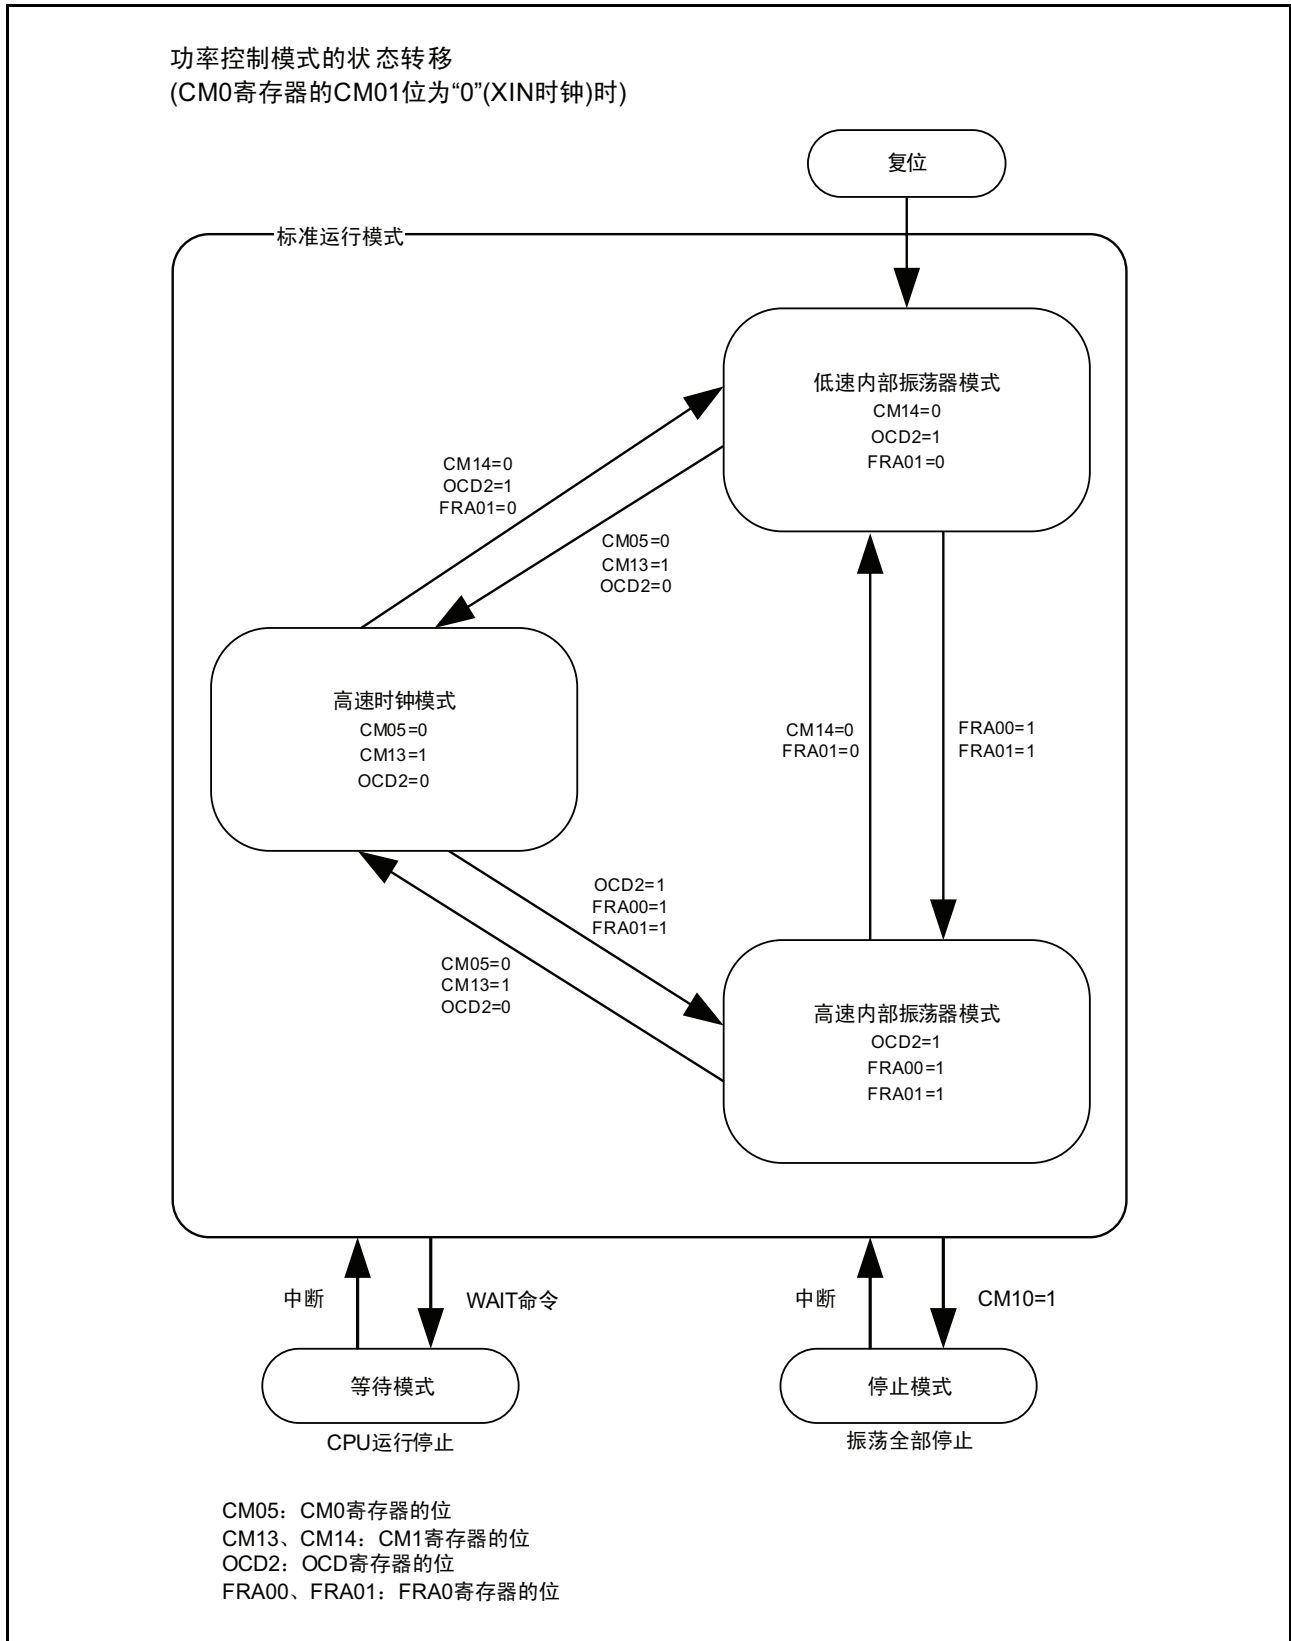 功率控制模式的状态转移
(CM0寄存器的CM01位为“0”(XIN时钟)时)
复位
标准运行模式
低速内部振荡器模式
CM14=0
OCD2=1
FRA01=0
CM14=0
OCD2=1
FRA01=0
CM05=0
CM13=1
OCD2=0
高速时钟模式
CM05=0
CM13=1
OCD2=0
CM14=0
FRA01=0
FRA00=1
FRA01=1
OCD2=1
FRA00=1
FRA01=1
CM05=0
CM13=1
OCD2=0
高速内部振荡器模式
OCD2=1
FRA00=1
FRA01=1
中断
WAIT命令
中断
CM10=1
等待模式
停止模式
CPU运行停止
振荡全部停止
CM05：CM0寄存器的位
CM13、CM14：CM1寄存器的位
OCD2：OCD寄存器的位
FRA00、FRA01：FRA0寄存器的位